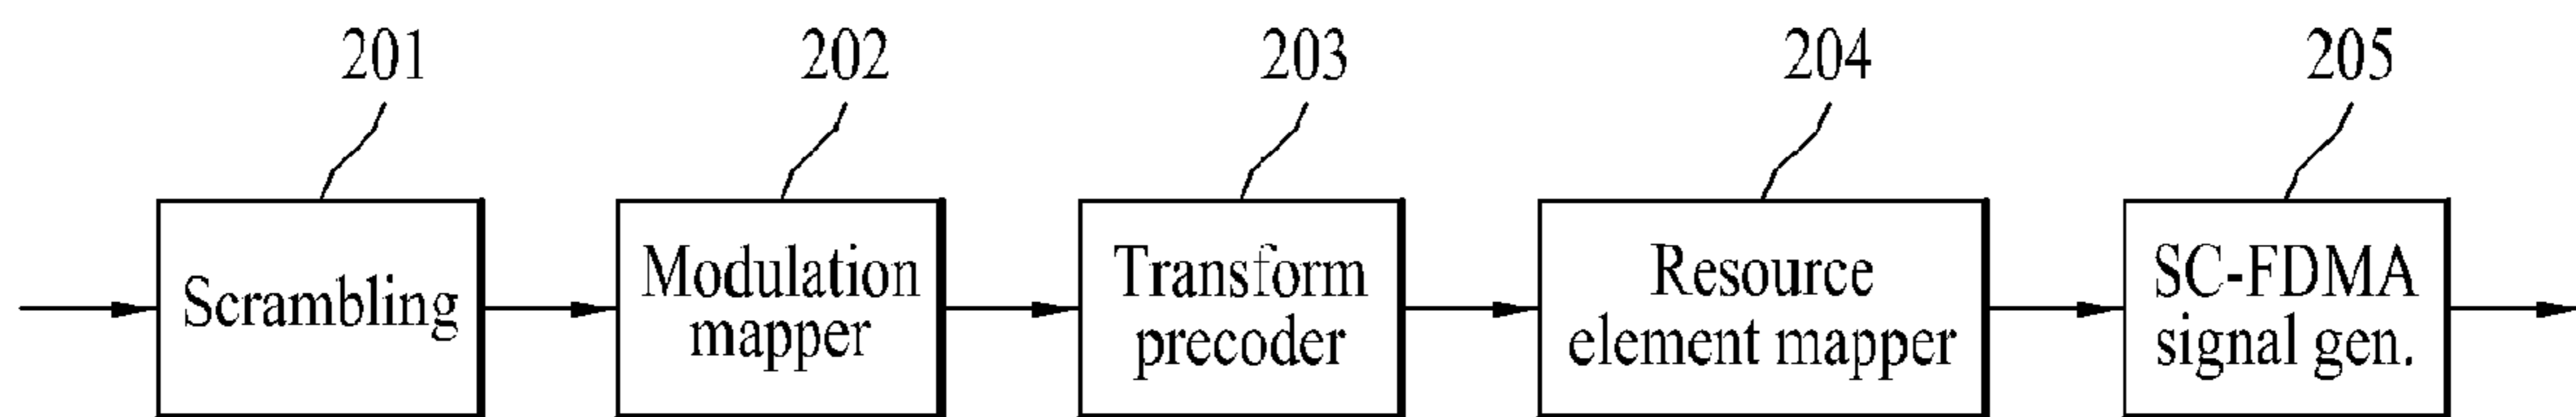 201
202
203
204
205
Scrambling
Modulation
mapper
Transform
precoder
Resource
element mapper
SC-FDMA
signal gen.